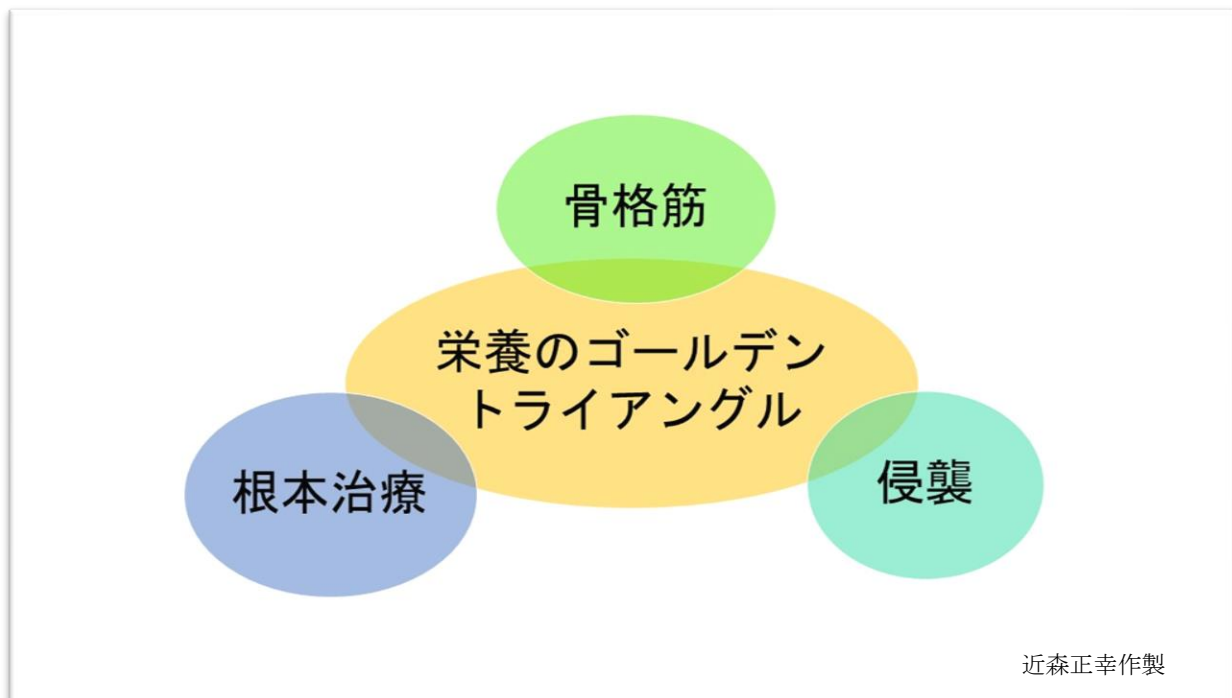 骨格筋
栄養のゴールデン
トライアングル
根本治療
侵襲
近森正幸作製